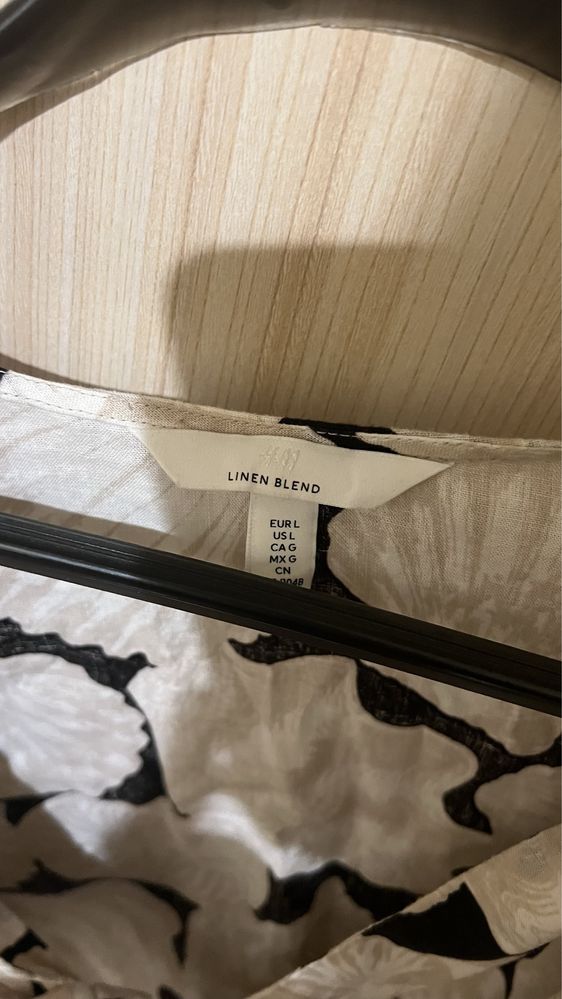 H&M
LINEN BLEND
EUR L
US L
CA G
MX G
CN